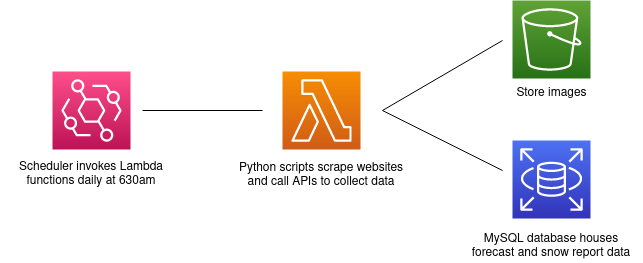 Scheduler invokes Lambda
functions daily at 630am
Python scripts scrape websites
and call APIs to collect data
Store images
MySQL database houses
forecast and snow report data